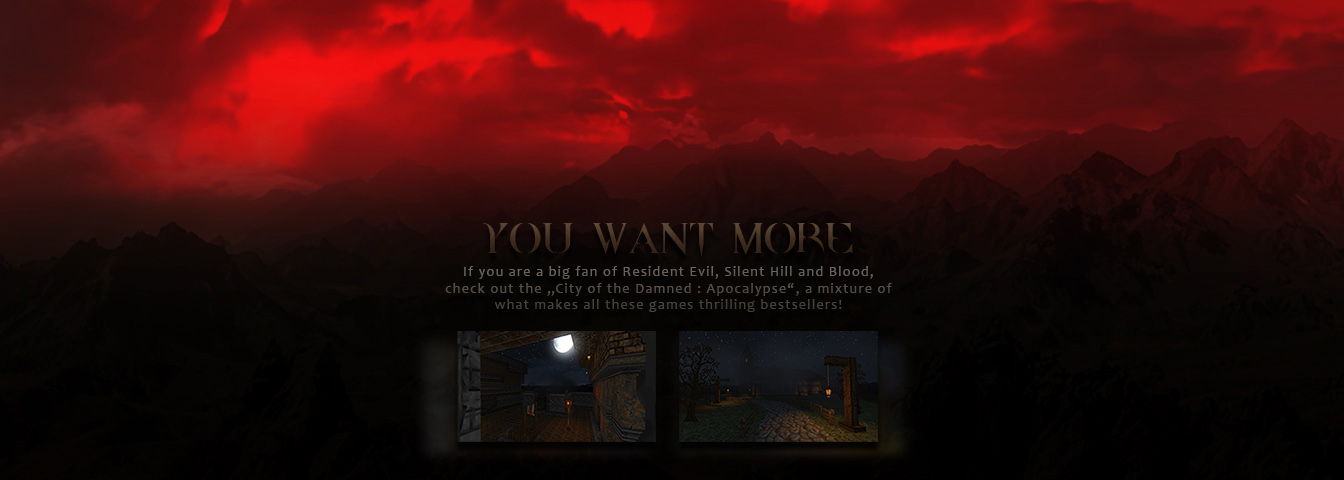 YOU WANT MORE
If you are a big fan of Resident Evil, Silent Hill and Blood,
check out the „City of the Damned : Apocalypse“, a mixture of
what makes all these games thrilling bestsellers!